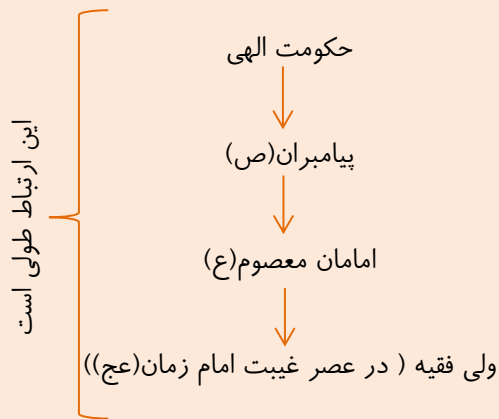 حکومت الهی
پیامبران(ص)
امامان معصوم(ع)
ولی فقیه ( در عصر غیبت امام زمان(عج))
این ارتباط طولی است